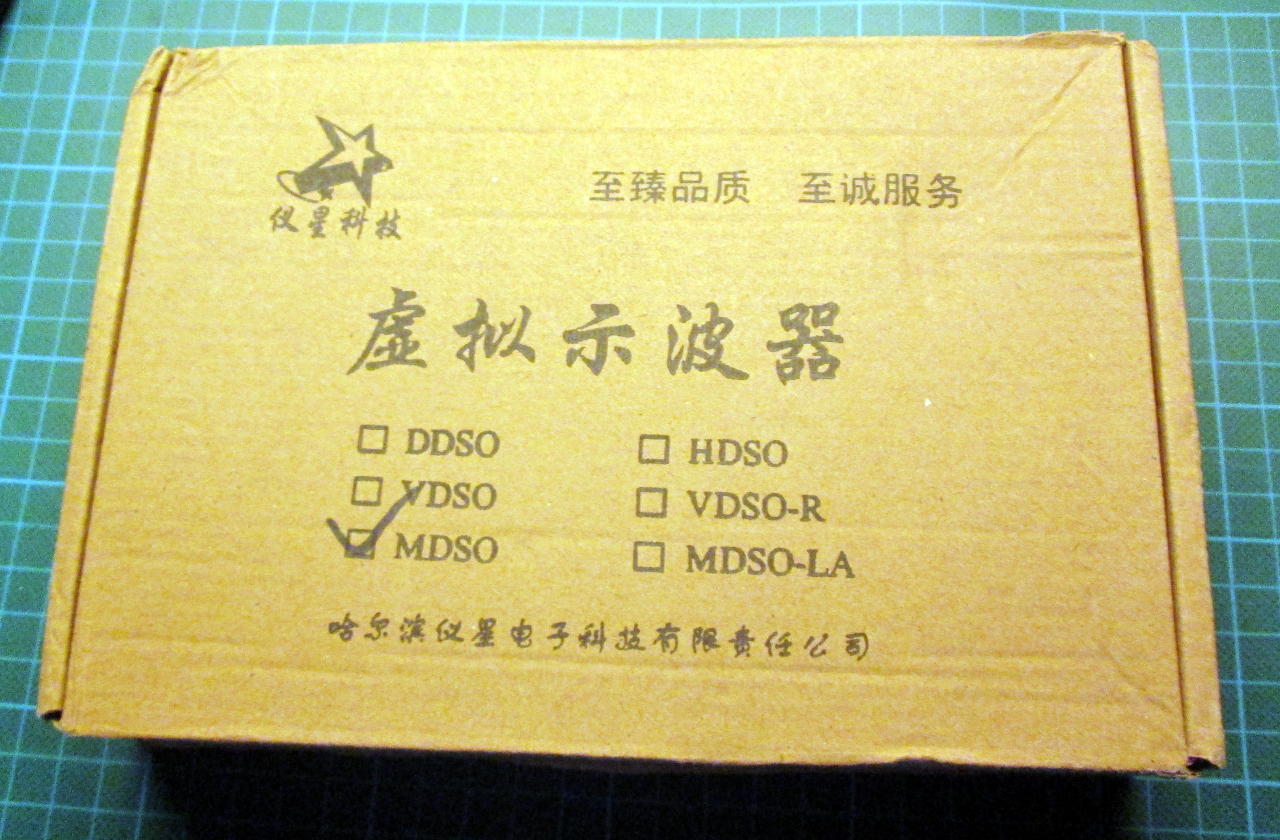 仪星科技
至臻品质 至诚服务
虚拟示波器
DDSO HDSO
VDSO VDSO-R
MDSO MDSO-LA
哈尔滨仪星电子科技有限责任公司